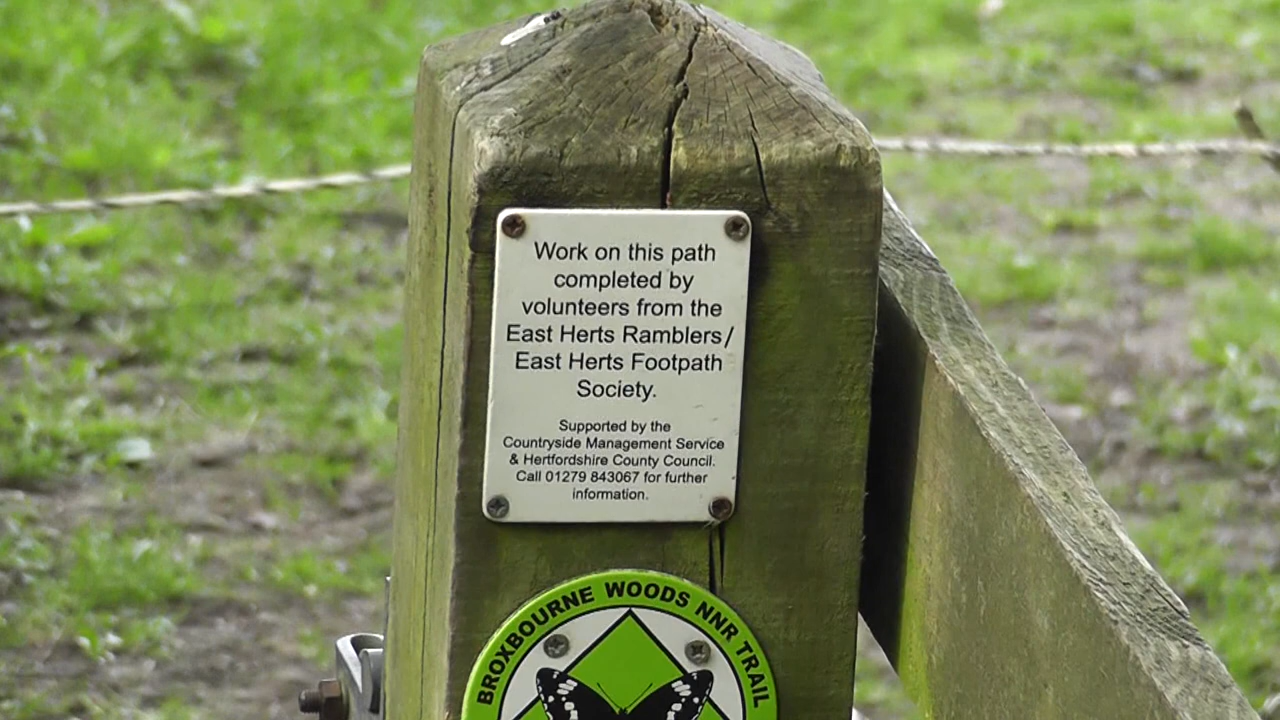 Work on this path
completed by
volunteers from the
East Herts Ramblers/
East Herts Footpath
Society.
Supported by the
Countryside Management Service
& Hertfordshire County Council.
Call 01279 843067 for further
information.
BROXBOURNE WOODS NNR TRAIL